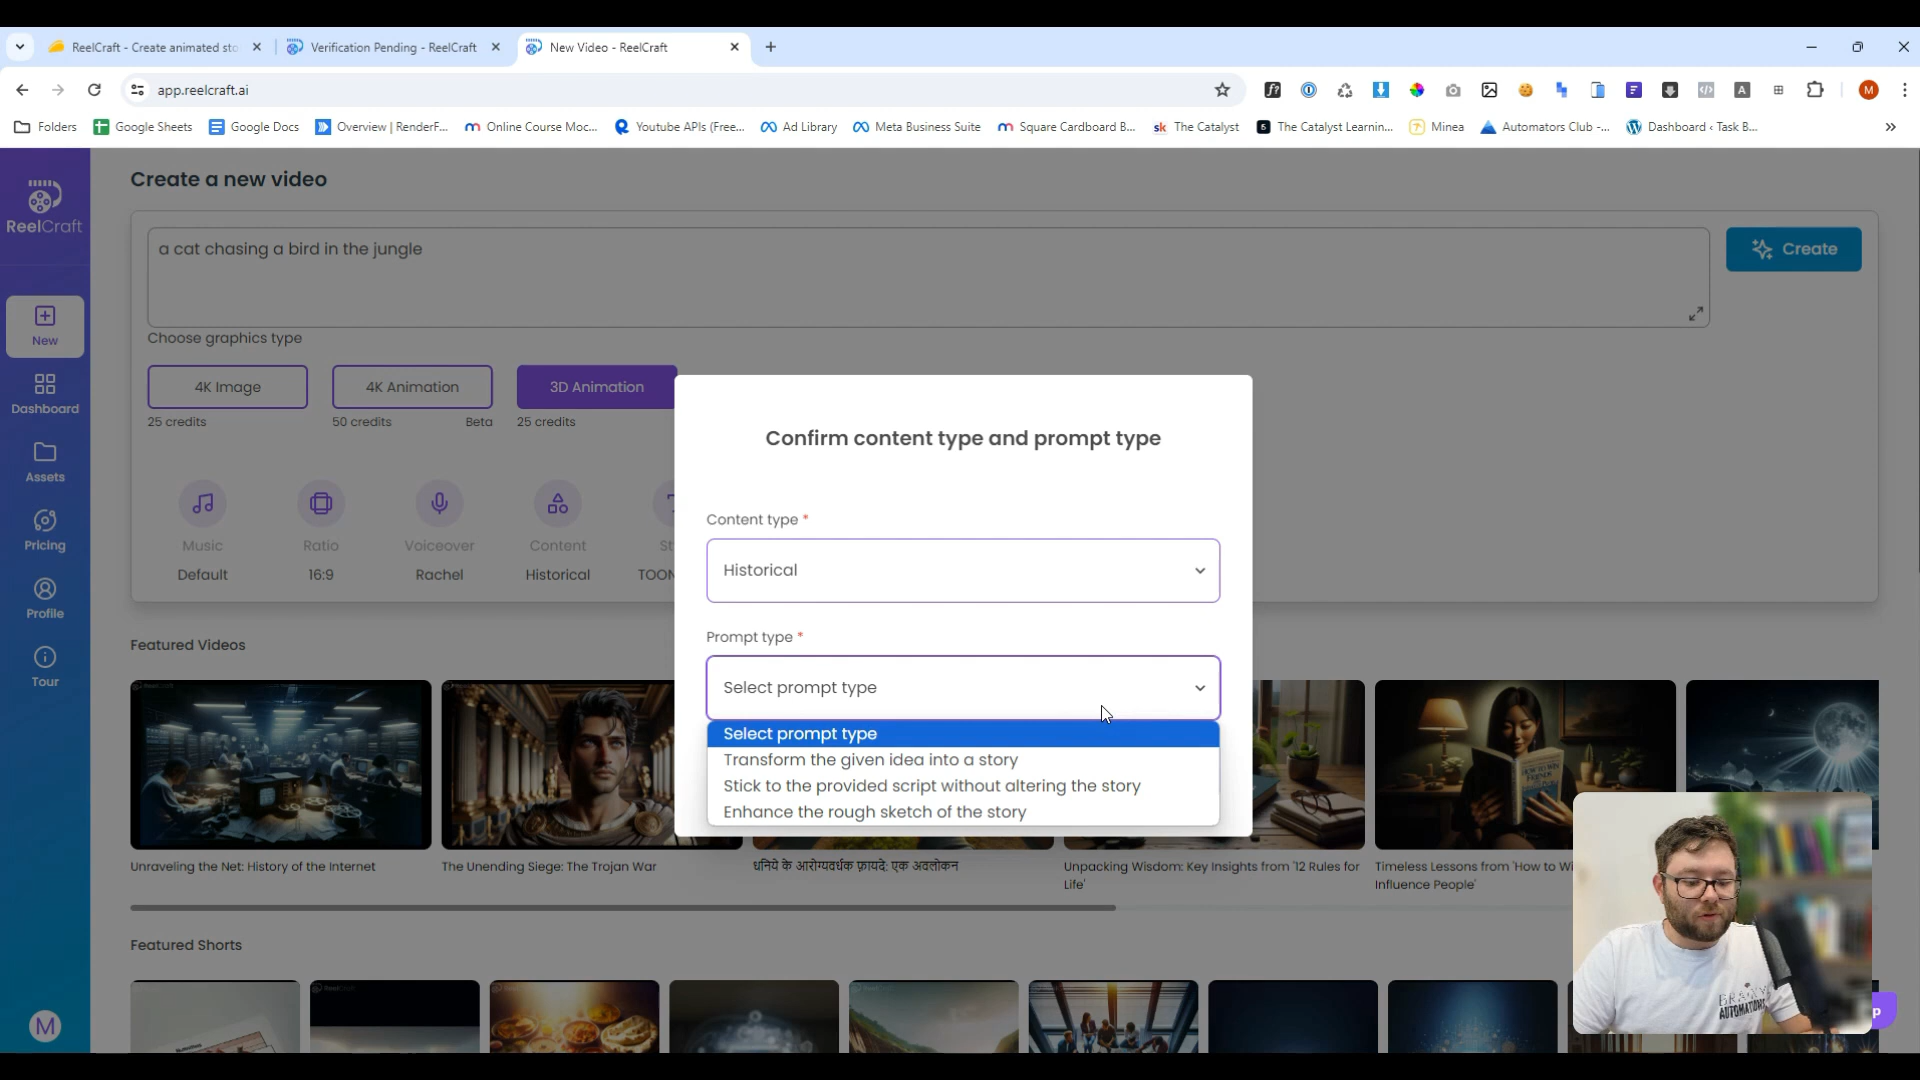 ReelCraft - Create animated sto
Verification Pending - ReelCraft
New Video - ReelCraft
app.reelcraft.ai
M
Folders
Google Sheets
Google Docs
Overview | RenderF...
Online Course Moc...
Youtube APIs (Free...
Ad Library
Meta Business Suite
Square Cardboard B...
sk The Catalyst
The Catalyst Learnin...
Minea
Automators Club -...
Dashboard ‹ Task B...
»
ReelCraft
New
Dashboard
Assets
Pricing
Profile
Tour
M
Create a new video
a cat chasing a bird in the jungle
Create
Choose graphics type
4K Image
4K Animation
3D Animation
25 credits
50 credits
Beta
25 credits
Music
Ratio
Voiceover
Content
St
Default
16:9
Rachel
Historical
TOON
Confirm content type and prompt type
Content type *
Historical
Prompt type *
Select prompt type
Select prompt type
Transform the given idea into a story
Stick to the provided script without altering the story
Enhance the rough sketch of the story
Featured Videos
Unraveling the Net: History of the Internet
The Unending Siege: The Trojan War
धनिये के आरोग्यवर्धक फ़ायदे: एक अवलोकन
Unpacking Wisdom: Key Insights from '12 Rules for
Life'
Timeless Lessons from 'How to Wi
Influence People'
Featured Shorts
BRAINY
AUTOMATIONS
p